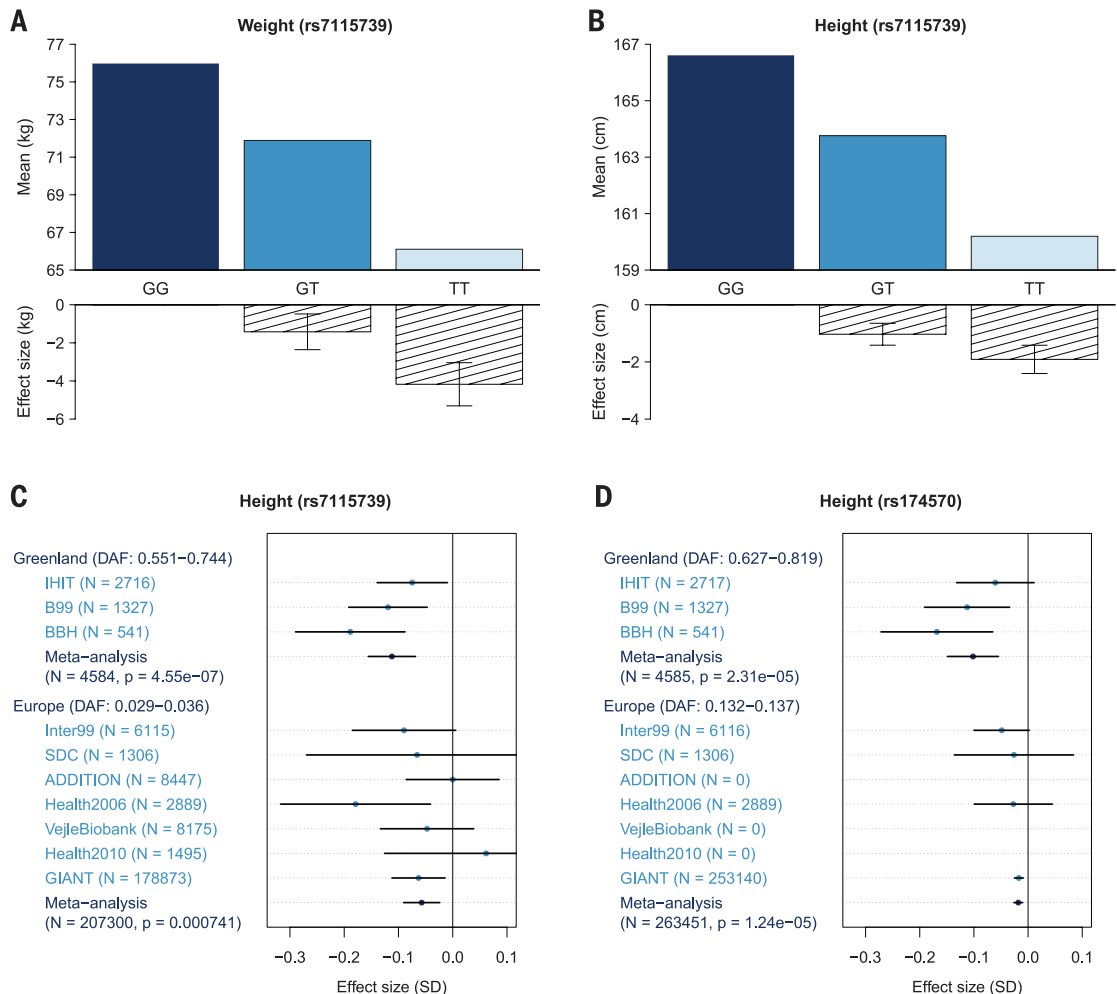 A
Weight (rs7115739)
Mean (kg)
77
75
73
71
69
67
65
GG
GT
TT
Effect size (kg)
0
−2
−4
−6
B
Height (rs7115739)
Mean (cm)
167
165
163
161
159
GG
GT
TT
Effect size (cm)
0
−2
−4
C
Height (rs7115739)
Greenland (DAF: 0.551−0.744)
IHIT (N = 2716)
B99 (N = 1327)
BBH (N = 541)
Meta−analysis
(N = 4584, p = 4.55e−07)
Europe (DAF: 0.029−0.036)
Inter99 (N = 6115)
SDC (N = 1306)
ADDITION (N = 8447)
Health2006 (N = 2889)
VejleBiobank (N = 8175)
Health2010 (N = 1495)
GIANT (N = 178873)
Meta−analysis
(N = 207300, p = 0.000741)
−0.3 −0.2 −0.1 0.0 0.1
Effect size (SD)
D
Height (rs174570)
Greenland (DAF: 0.627−0.819)
IHIT (N = 2717)
B99 (N = 1327)
BBH (N = 541)
Meta−analysis
(N = 4585, p = 2.31e−05)
Europe (DAF: 0.132−0.137)
Inter99 (N = 6116)
SDC (N = 1306)
ADDITION (N = 0)
Health2006 (N = 2889)
VejleBiobank (N = 0)
Health2010 (N = 0)
GIANT (N = 253140)
Meta−analysis
(N = 263451, p = 1.24e−05)
−0.3 −0.2 −0.1 0.0 0.1
Effect size (SD)